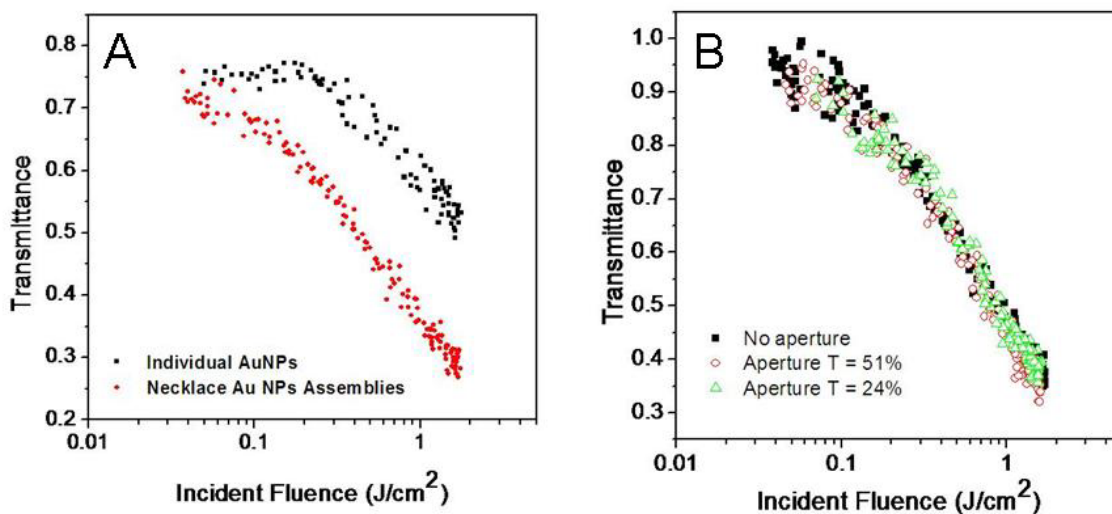 A
0.8
0.7
0.6
0.5
0.4
0.3
0.2
Transmittance
Individual AuNPs
Necklace Au NPs Assemblies
0.01
0.1
1
Incident Fluence (J/cm²)
B
1.0
0.9
0.8
0.7
0.6
0.5
0.4
0.3
Transmittance
No aperture
Aperture T = 51%
Aperture T = 24%
0.01
0.1
1
Incident Fluence (J/cm²)